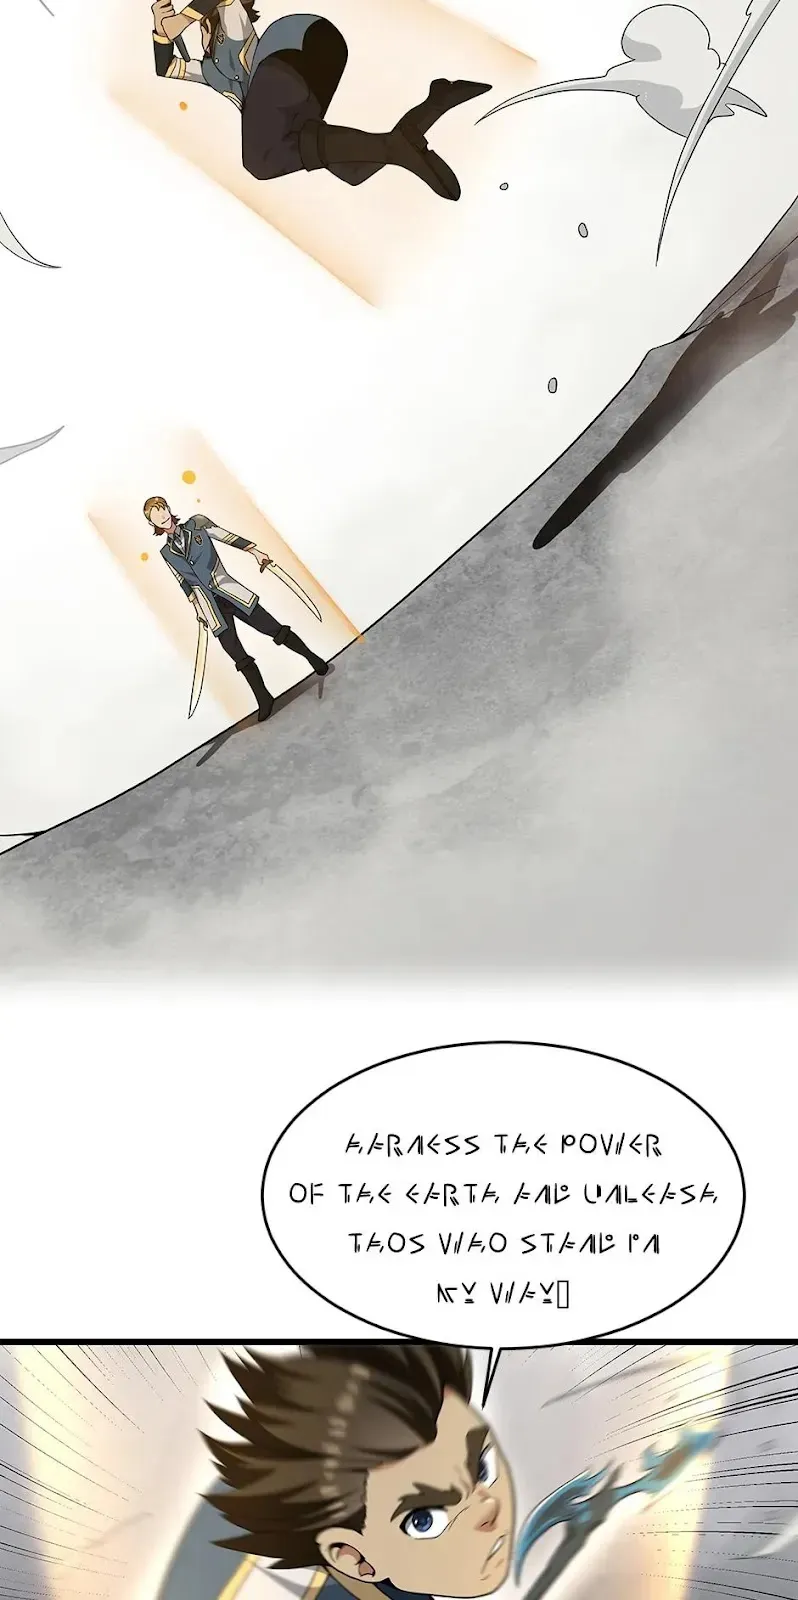 HARNESS THE POWER
OF THE EARTH AND UNLEASH
THOS WHO STAND IN
MY WAY▯